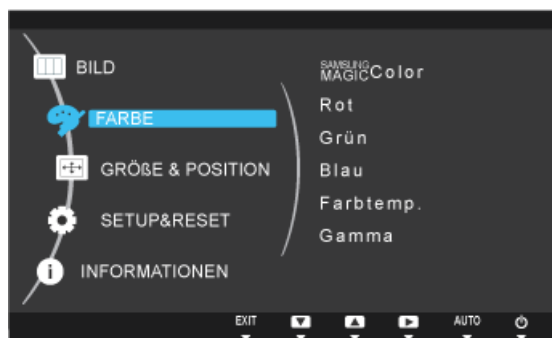 BILD
FARBE
GRÖßE & POSITION
SETUP&RESET
INFORMATIONEN
SAMSUNG
MAGICColor
Rot
Grün
Blau
Farbtemp.
Gamma
EXIT
AUTO